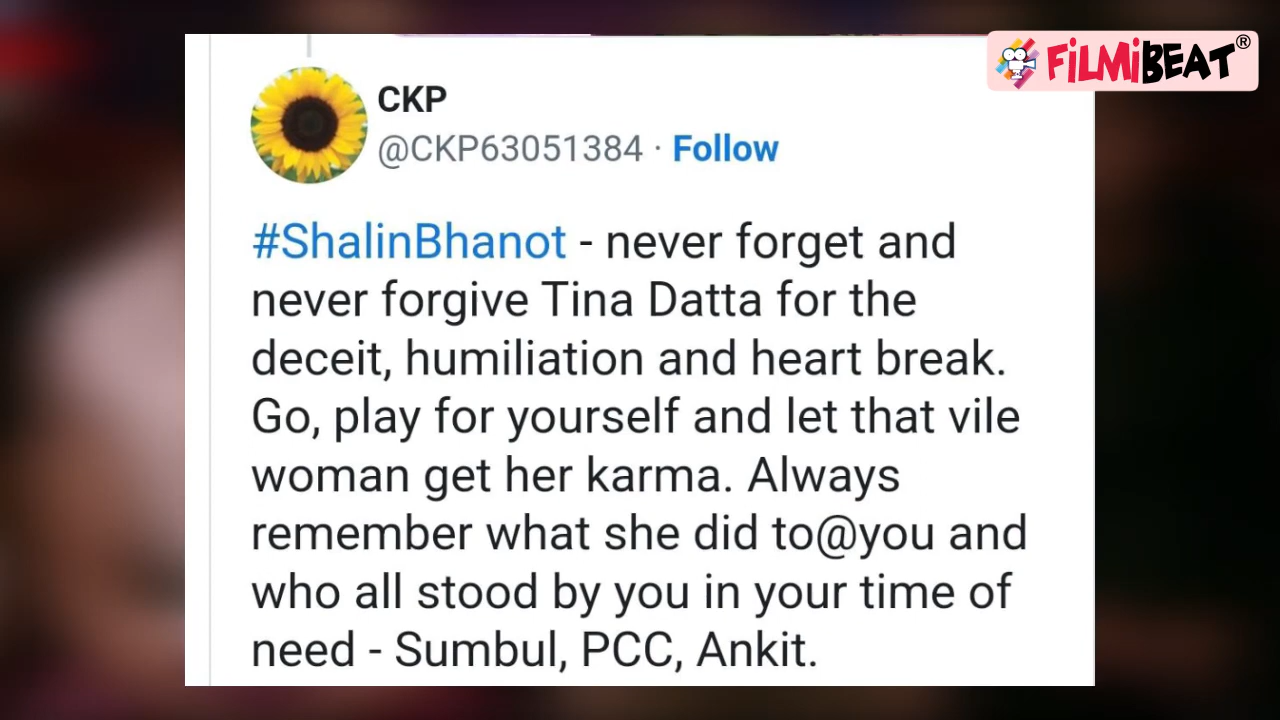 FILMIBEAT®
CKP
@CKP63051384 · Follow
#ShalinBhanot - never forget and
never forgive Tina Datta for the
deceit, humiliation and heart break.
Go, play for yourself and let that vile
woman get her karma. Always
remember what she did to@you and
who all stood by you in your time of
need - Sumbul, PCC, Ankit.